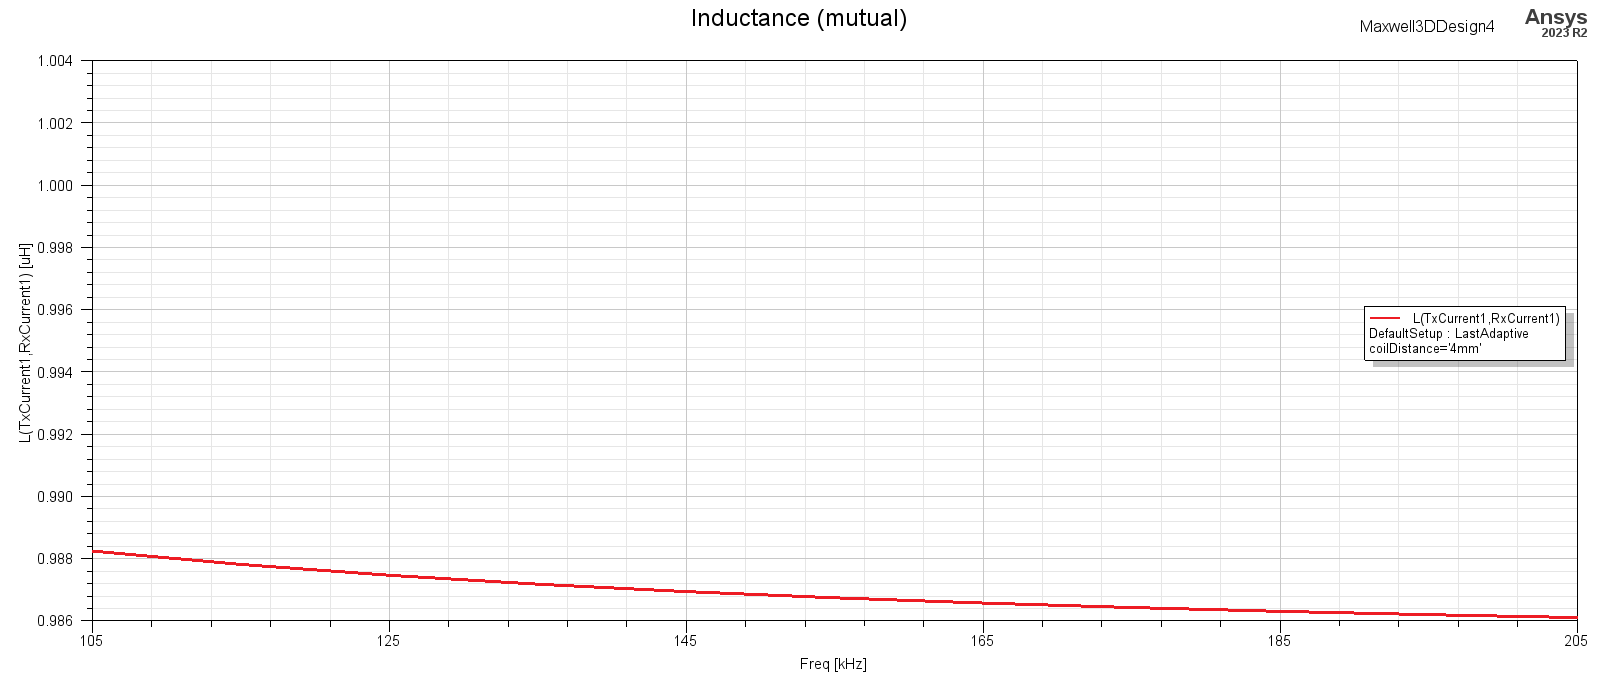 Inductance (mutual)
Maxwell3DDesign4
Ansys
2023 R2
1.004
1.002
1.000
0.998
0.996
0.994
0.992
0.990
0.988
0.986
L(TxCurrent1,RxCurrent1) [uH]
L(TxCurrent1,RxCurrent1)
DefaultSetup : LastAdaptive
coilDistance='4mm'
105 125 145 165 185 205
Freq [kHz]